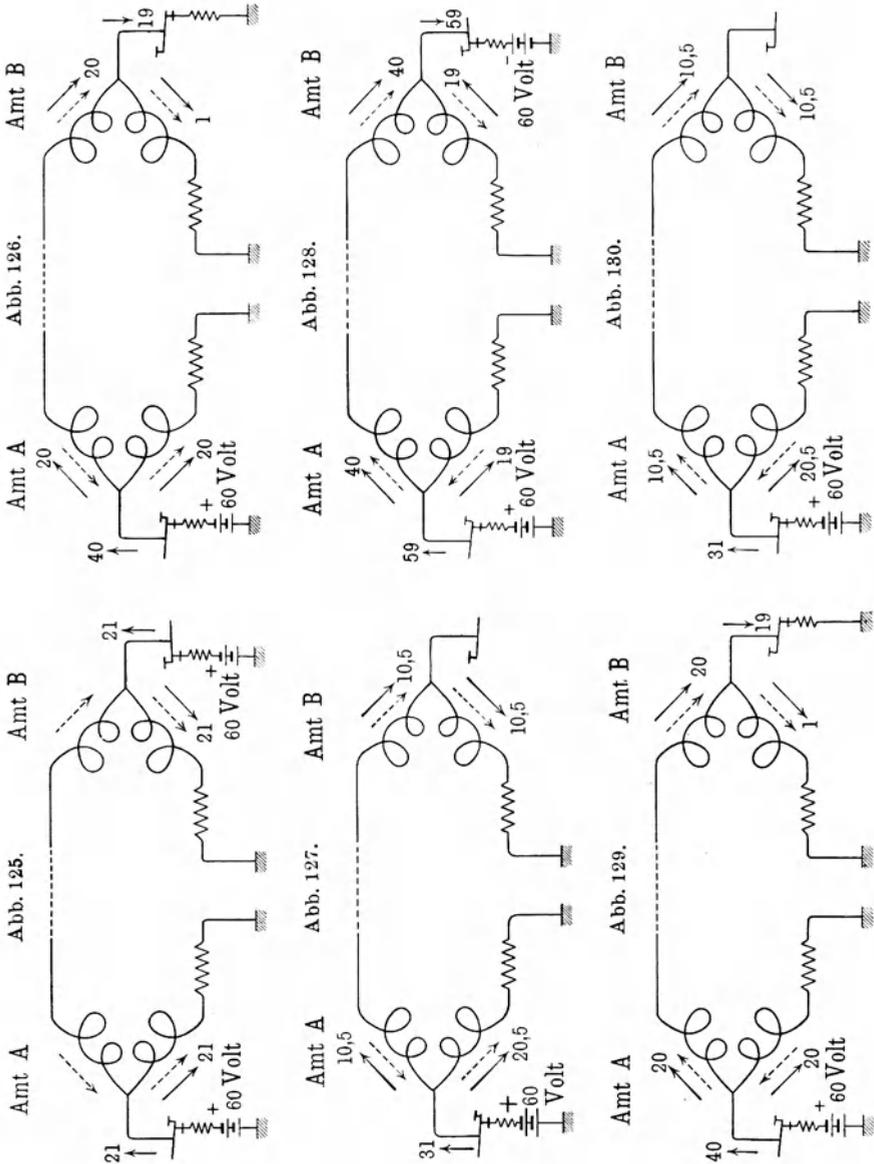 Amt A
Abb. 125.
Amt B
21
21
+
60 Volt
21
21
+
60 Volt
Amt A
Abb. 126.
Amt B
40
20
20
+
60 Volt
20
19
1
Amt A
Abb. 127.
Amt B
31
10,5
20,5
+
60
Volt
10,5
10,5
Amt A
Abb. 128.
Amt B
59
40
19
+
60 Volt
40
59
19
-
60 Volt
Amt A
Abb. 129.
Amt B
40
20
20
+
60 Volt
20
19
1
Amt A
Abb. 130.
Amt B
31
10,5
20,5
+
60 Volt
10,5
10,5